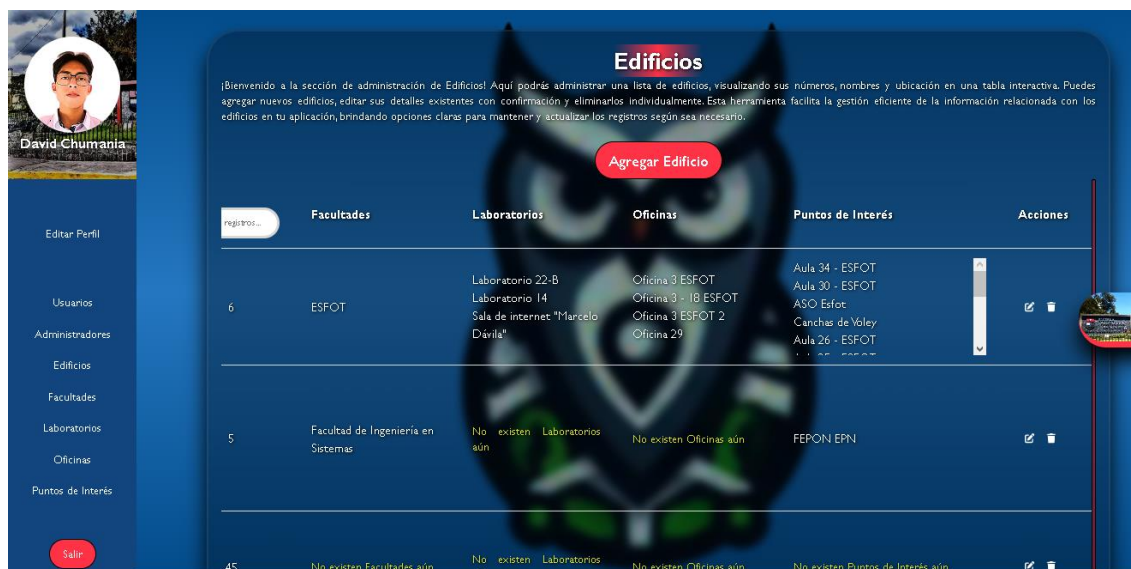 David Chumania
Editar Perfil
Usuarios
Administradores
Edificios
Facultades
Laboratorios
Oficinas
Puntos de Interés
Salir
Edificios
¡Bienvenido a la sección de administración de Edificios! Aquí podrás administrar una lista de edificios, visualizando sus números, nombres y ubicación en una tabla interactiva. Puedes
agregar nuevos edificios, editar sus detalles existentes con confirmación y eliminarlos individualmente. Esta herramienta facilita la gestión eficiente de la información relacionada con los
edificios en tu aplicación, brindando opciones claras para mantener y actualizar los registros según sea necesario.
Agregar Edificio
registros... Facultades Laboratorios Oficinas Puntos de Interés Acciones
6
ESFOT
Laboratorio 22-B
Laboratorio 14
Sala de internet "Marcelo
Dávila"
Oficina 3 ESFOT
Oficina 3 - 18 ESFOT
Oficina 3 ESFOT 2
Oficina 29
Aula 34 - ESFOT
Aula 30 - ESFOT
ASO Esfot
Canchas de Voley
Aula 26 - ESFOT
5
Facultad de Ingeniería en
Sistemas
No existen Laboratorios
aún
No existen Oficinas aún
FEPON EPN
45
No existen Facultades aún
No existen Laboratorios
No existen Oficinas aún
No existen Puntos de Interés aún